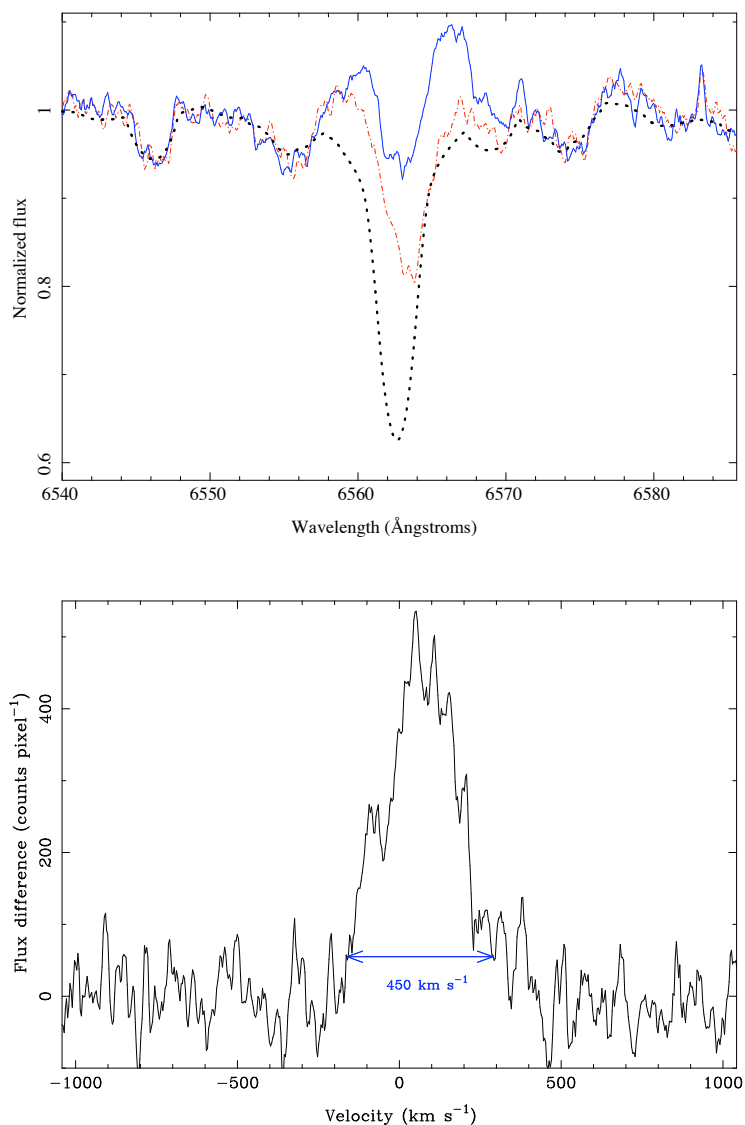 1
0.8
0.6
Normalized flux
6540 6550 6560 6570 6580
Wavelength (Ångstroms)
400
200
0
Flux difference (counts pixel⁻¹)
450 km s⁻¹
−1000 −500 0 500 1000
Velocity (km s⁻¹)